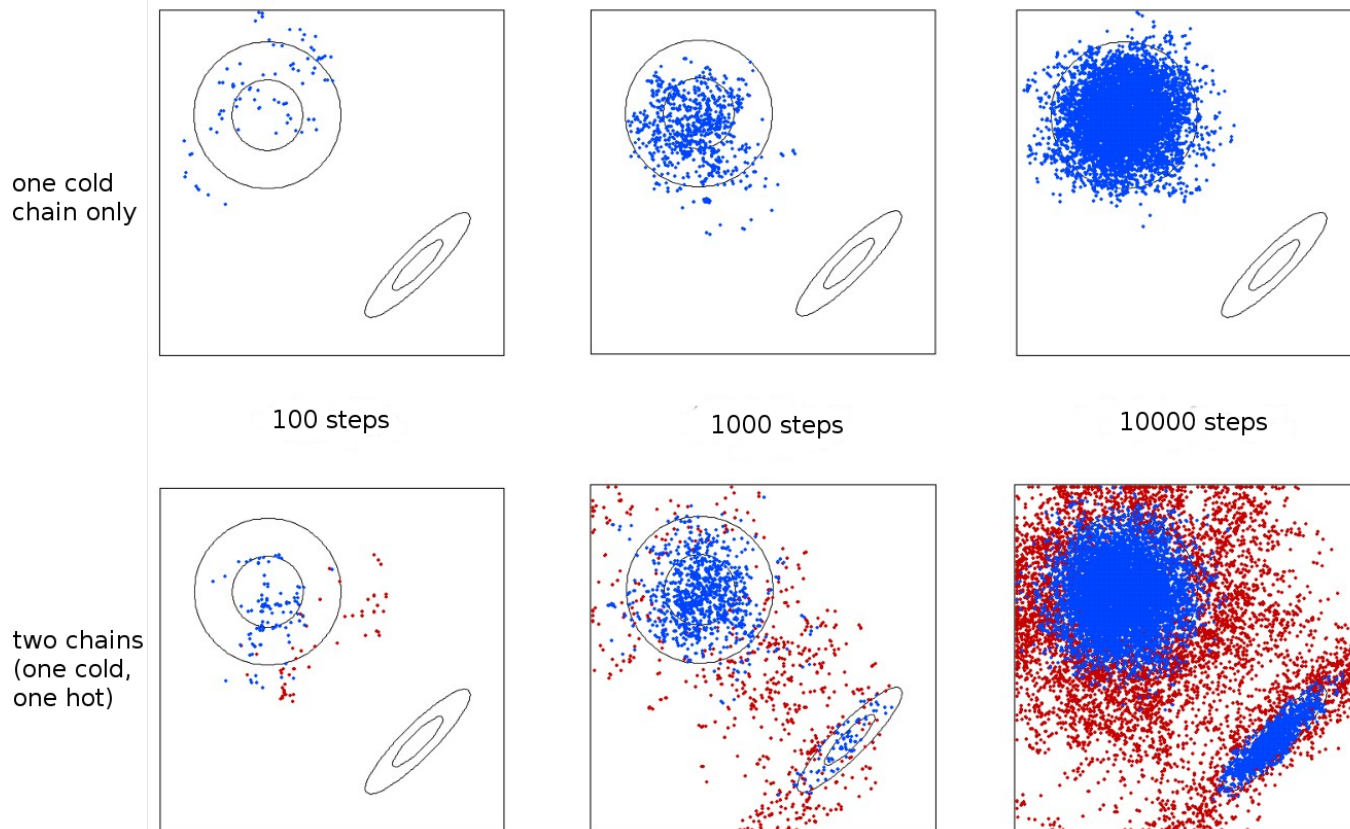 one cold
chain only
100 steps
1000 steps
10000 steps
two chains
(one cold,
one hot)